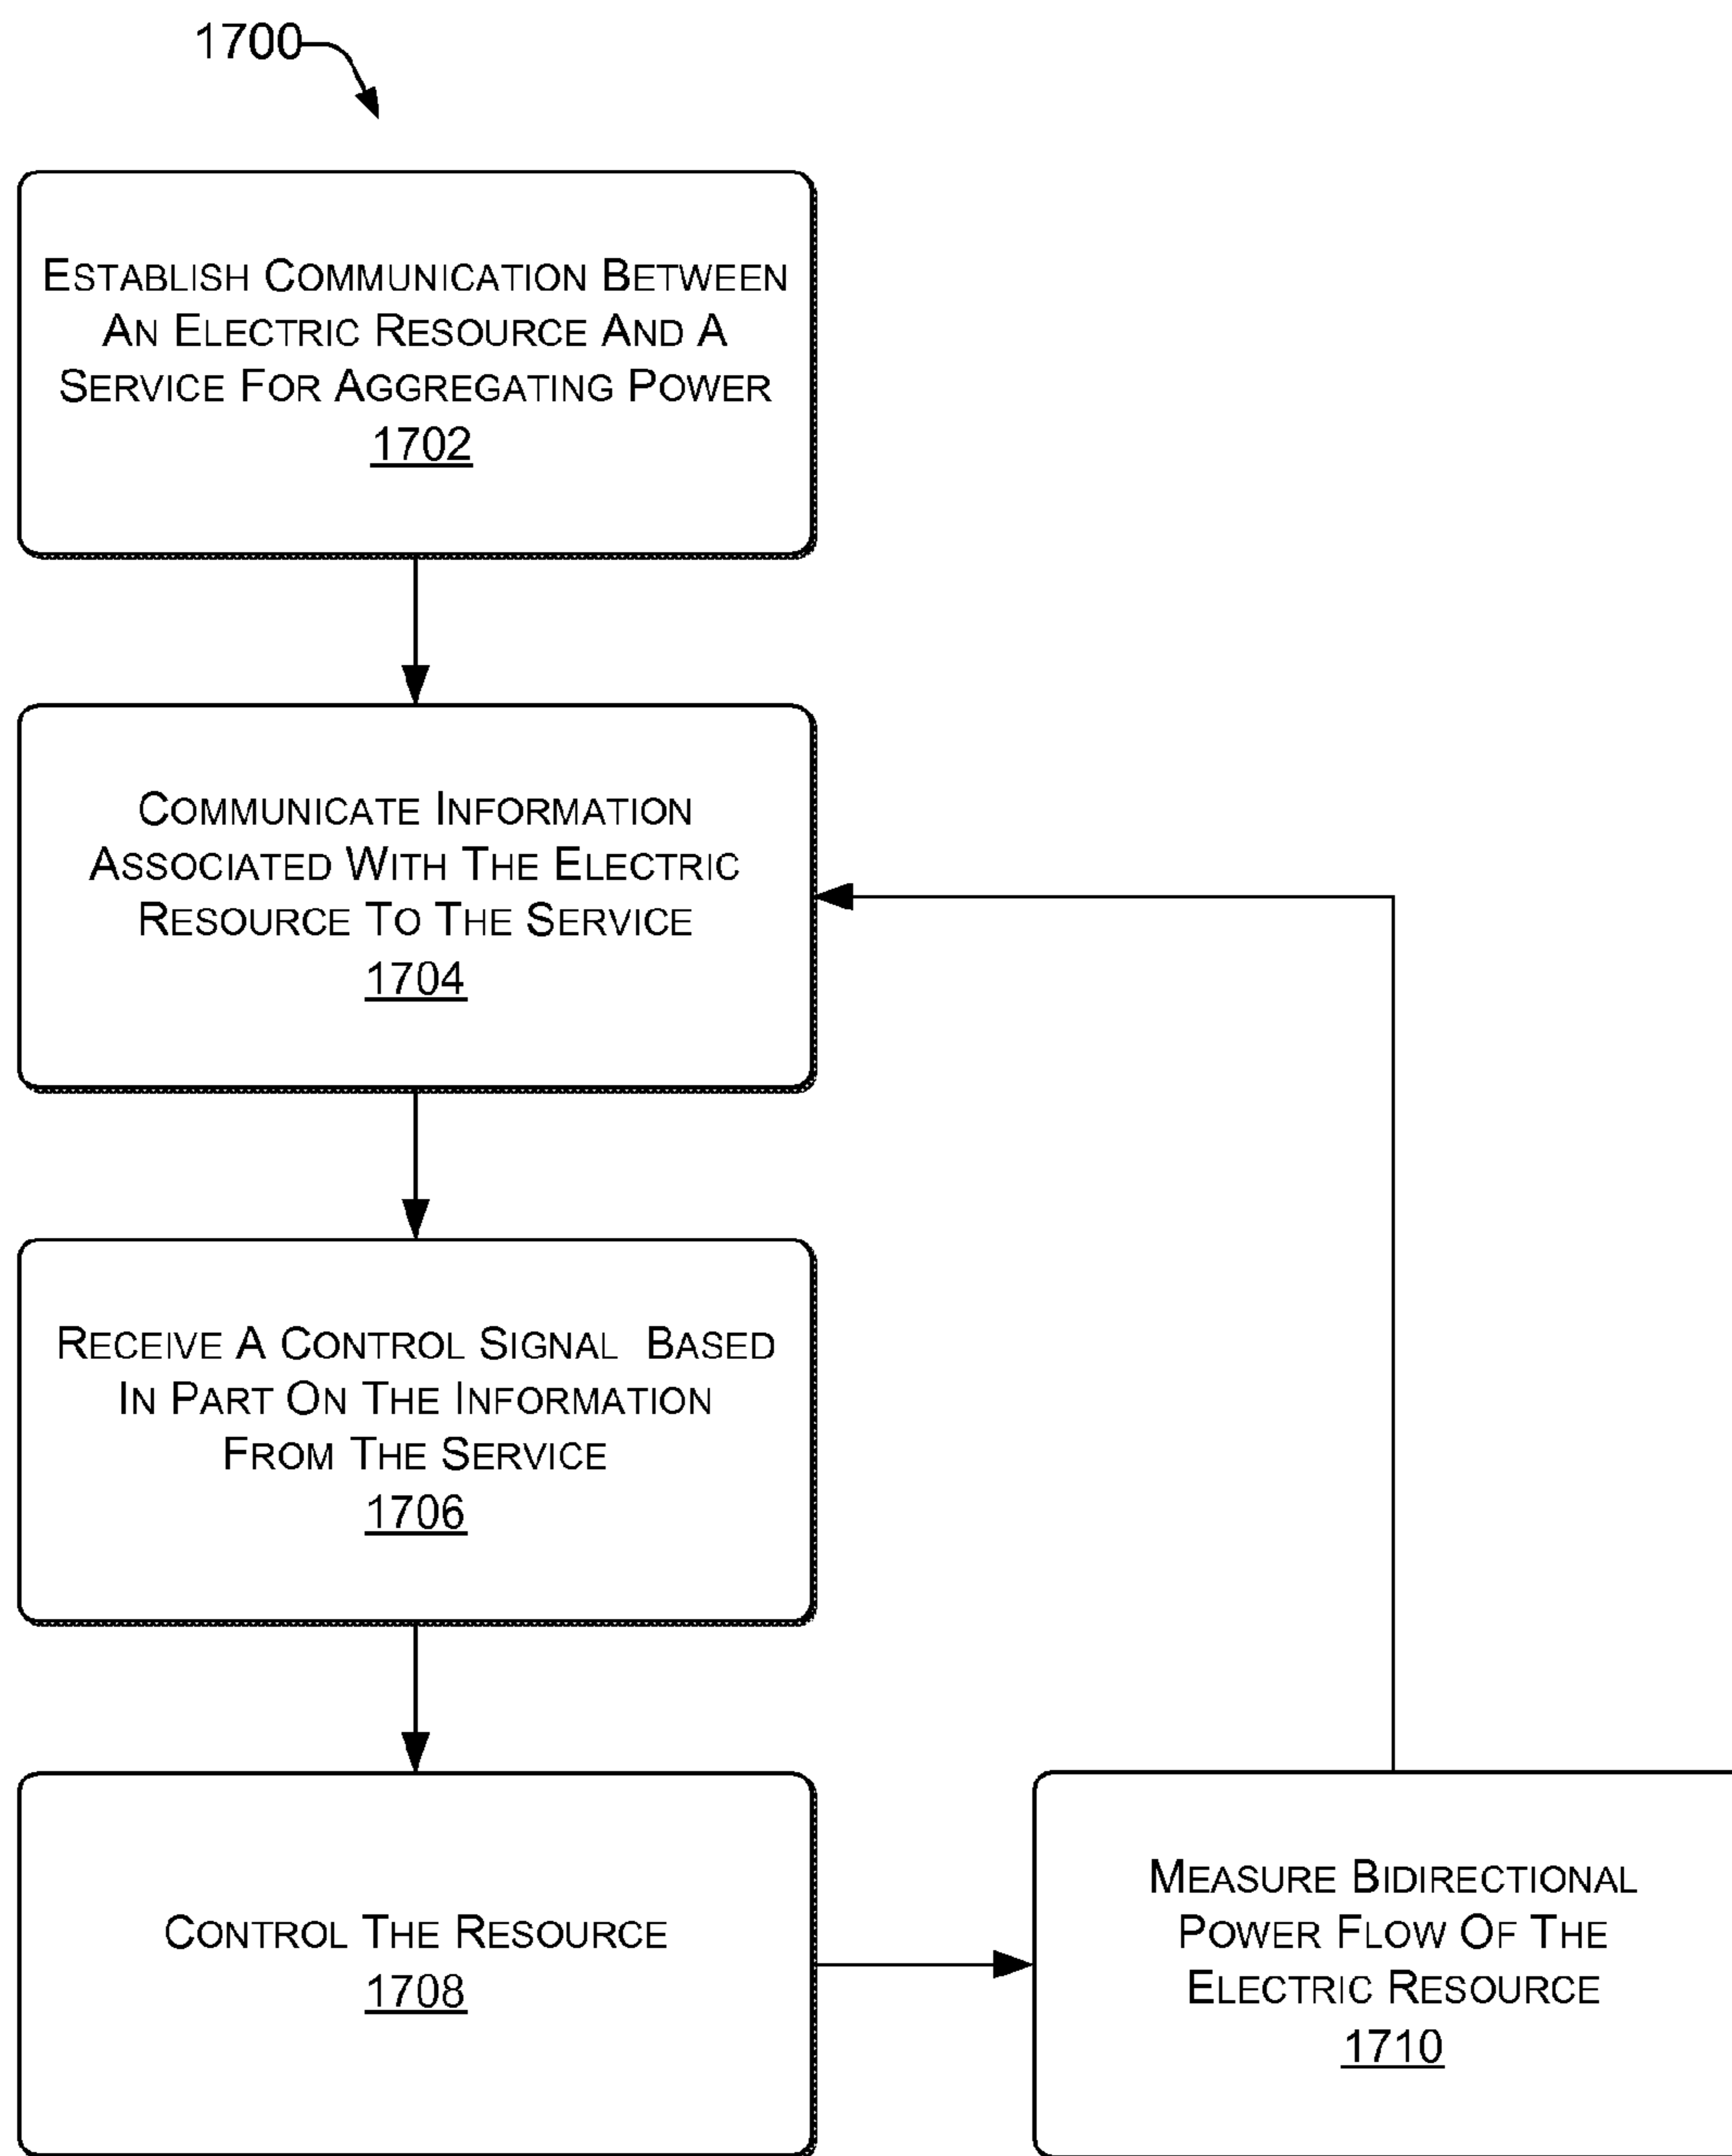 1700
ESTABLISH COMMUNICATION BETWEEN
AN ELECTRIC RESOURCE AND A
SERVICE FOR AGGREGATING POWER
1702
COMMUNICATE INFORMATION
ASSOCIATED WITH THE ELECTRIC
RESOURCE TO THE SERVICE
1704
RECEIVE A CONTROL SIGNAL BASED
IN PART ON THE INFORMATION
FROM THE SERVICE
1706
CONTROL THE RESOURCE
1708
MEASURE BIDIRECTIONAL
POWER FLOW OF THE
ELECTRIC RESOURCE
1710